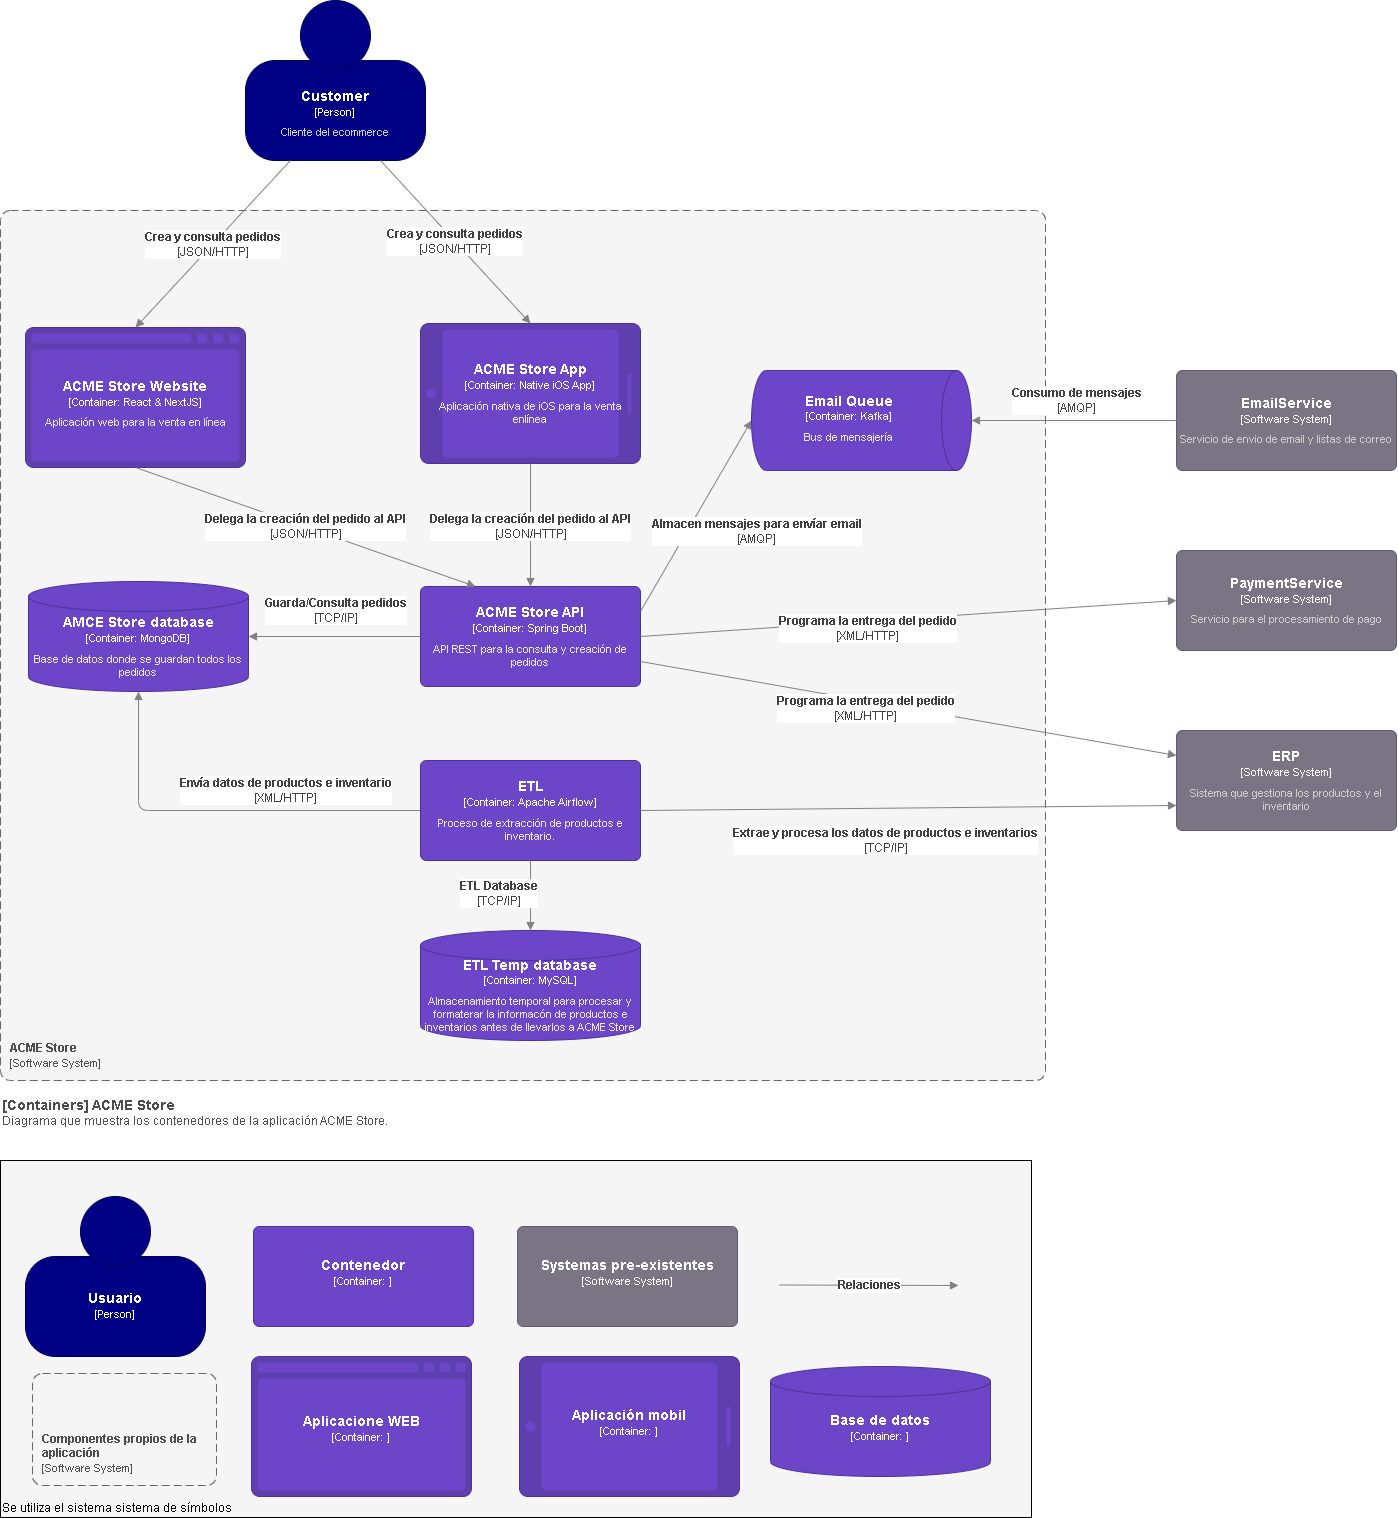 Customer
[Person]
Cliente del ecommerce
Crea y consulta pedidos
[JSON/HTTP]
Crea y consulta pedidos
[JSON/HTTP]
ACME Store Website
[Container: React & NextJS]
Aplicación web para la venta en línea
ACME Store App
[Container: Native iOS App]
Aplicación nativa de iOS para la venta
enlínea
Email Queue
[Container: Kafka]
Bus de mensajería
Consumo de mensajes
[AMQP]
EmailService
[Software System]
Servicio de envio de email y listas de correo
Delega la creación del pedido al API
[JSON/HTTP]
Delega la creación del pedido al API
[JSON/HTTP]
Almacen mensajes para envíar email
[AMQP]
AMCE Store database
[Container: MongoDB]
Base de datos donde se guardan todos los
pedidos
Guarda/Consulta pedidos
[TCP/IP]
ACME Store API
[Container: Spring Boot]
API REST para la consulta y creación de
pedidos
Programa la entrega del pedido
[XML/HTTP]
PaymentService
[Software System]
Servicio para el procesamiento de pago
Programa la entrega del pedido
[XML/HTTP]
ERP
[Software System]
Sistema que gestiona los productos y el
inventario
Envía datos de productos e inventario
[XML/HTTP]
ETL
[Container: Apache Airflow]
Proceso de extracción de productos e
inventario.
Extrae y procesa los datos de productos e inventarios
[TCP/IP]
ETL Database
[TCP/IP]
ETL Temp database
[Container: MySQL]
Almacenamiento temporal para procesar y
formaterar la informacón de productos e
inventarios antes de llevarlos a ACME Store
ACME Store
[Software System]
[Containers] ACME Store
Diagrama que muestra los contenedores de la aplicación ACME Store.
Usuario
[Person]
Contenedor
[Container: ]
Systemas pre-existentes
[Software System]
Relaciones
Componentes propios de la
aplicación
[Software System]
Aplicacione WEB
[Container: ]
Aplicación mobil
[Container: ]
Base de datos
[Container: ]
Se utiliza el sistema sistema de símbolos